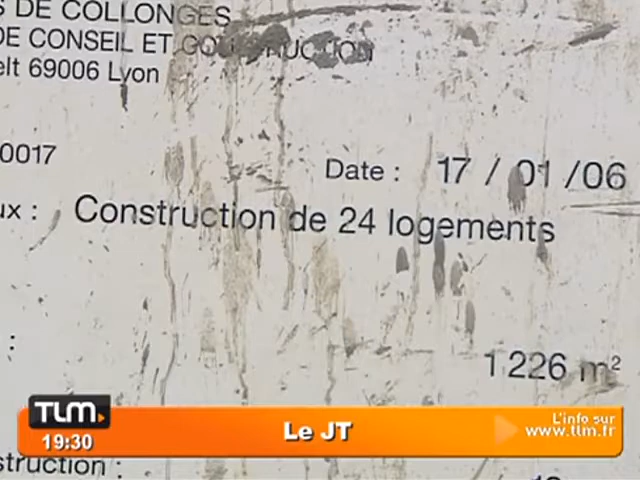 S DE COLLONGES
DE CONSEIL ET CONSTRUCTION
elt 69006 Lyon
0017
Date : 17 / 01 /06
ux : Construction de 24 logements
:
1 226 m²
TLM
19:30
Le JT
L'info sur
www.tlm.fr
struction :